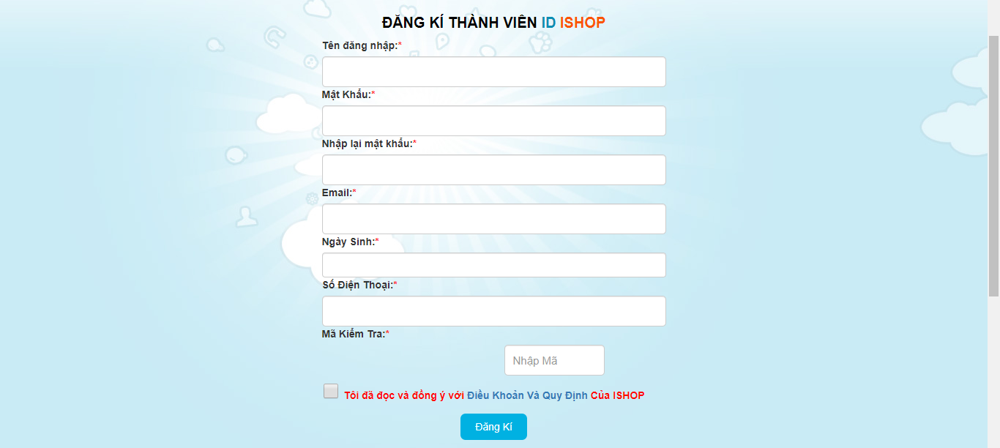 ĐĂNG KÍ THÀNH VIÊN ID ISHOP
Tên đăng nhập:*
Mật Khẩu:*
Nhập lại mật khẩu:*
Email:*
Ngày Sinh:*
Số Điện Thoại:*
Mã Kiểm Tra:*
Nhập Mã
Tôi đã đọc và đồng ý với Điều Khoản Và Quy Định Của ISHOP
Đăng Kí